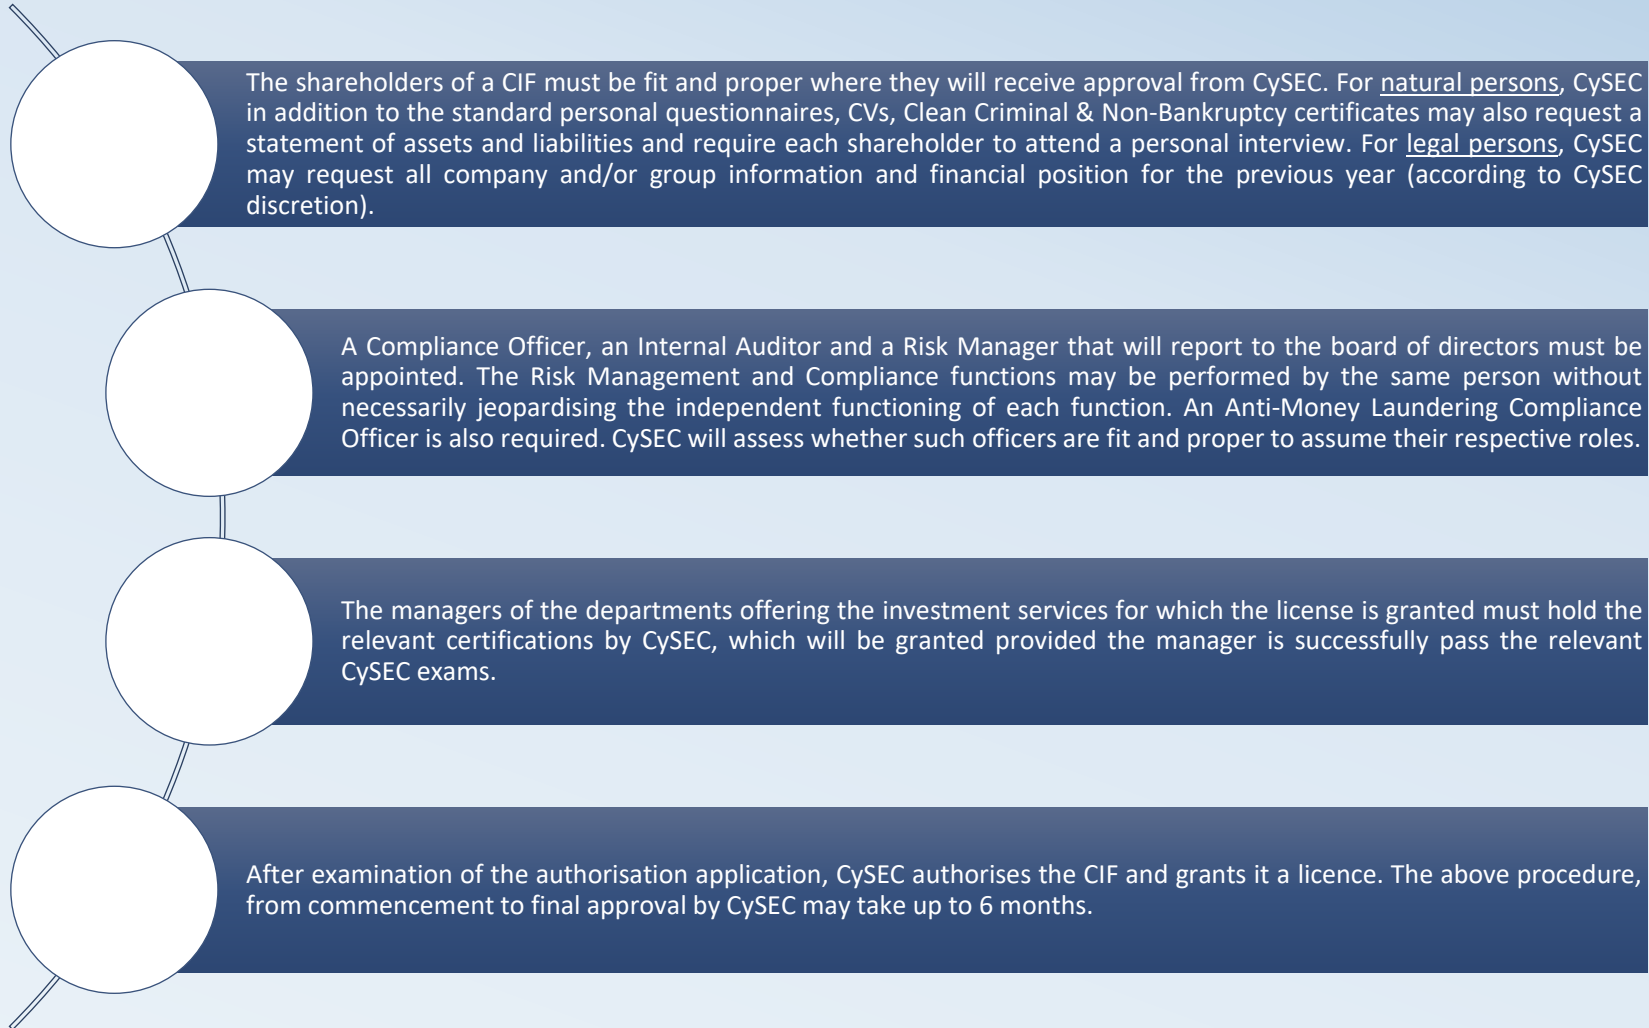 The shareholders of a CIF must be fit and proper where they will receive approval from CySEC. For natural persons, CySEC
in addition to the standard personal questionnaires, CVs, Clean Criminal & Non-Bankruptcy certificates may also request a
statement of assets and liabilities and require each shareholder to attend a personal interview. For legal persons, CySEC
may request all company and/or group information and financial position for the previous year (according to CySEC
discretion).
A Compliance Officer, an Internal Auditor and a Risk Manager that will report to the board of directors must be
appointed. The Risk Management and Compliance functions may be performed by the same person without
necessarily jeopardising the independent functioning of each function. An Anti-Money Laundering Compliance
Officer is also required. CySEC will assess whether such officers are fit and proper to assume their respective roles.
The managers of the departments offering the investment services for which the license is granted must hold the
relevant certifications by CySEC, which will be granted provided the manager is successfully pass the relevant
CySEC exams.
After examination of the authorisation application, CySEC authorises the CIF and grants it a licence. The above procedure,
from commencement to final approval by CySEC may take up to 6 months.